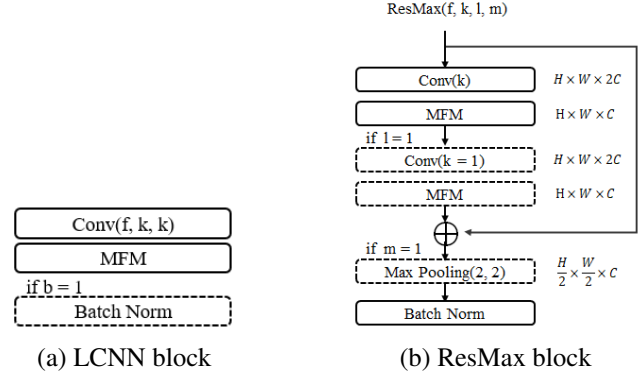 Conv(f, k, k)
MFM
if b = 1
Batch Norm
(a) LCNN block
ResMax(f, k, l, m)
Conv(k)
H × W × 2C
MFM
H × W × C
if l = 1
Conv(k = 1)
H × W × 2C
MFM
H × W × C
if m = 1
Max Pooling(2, 2)
H/2 × W/2 × C
Batch Norm
(b) ResMax block